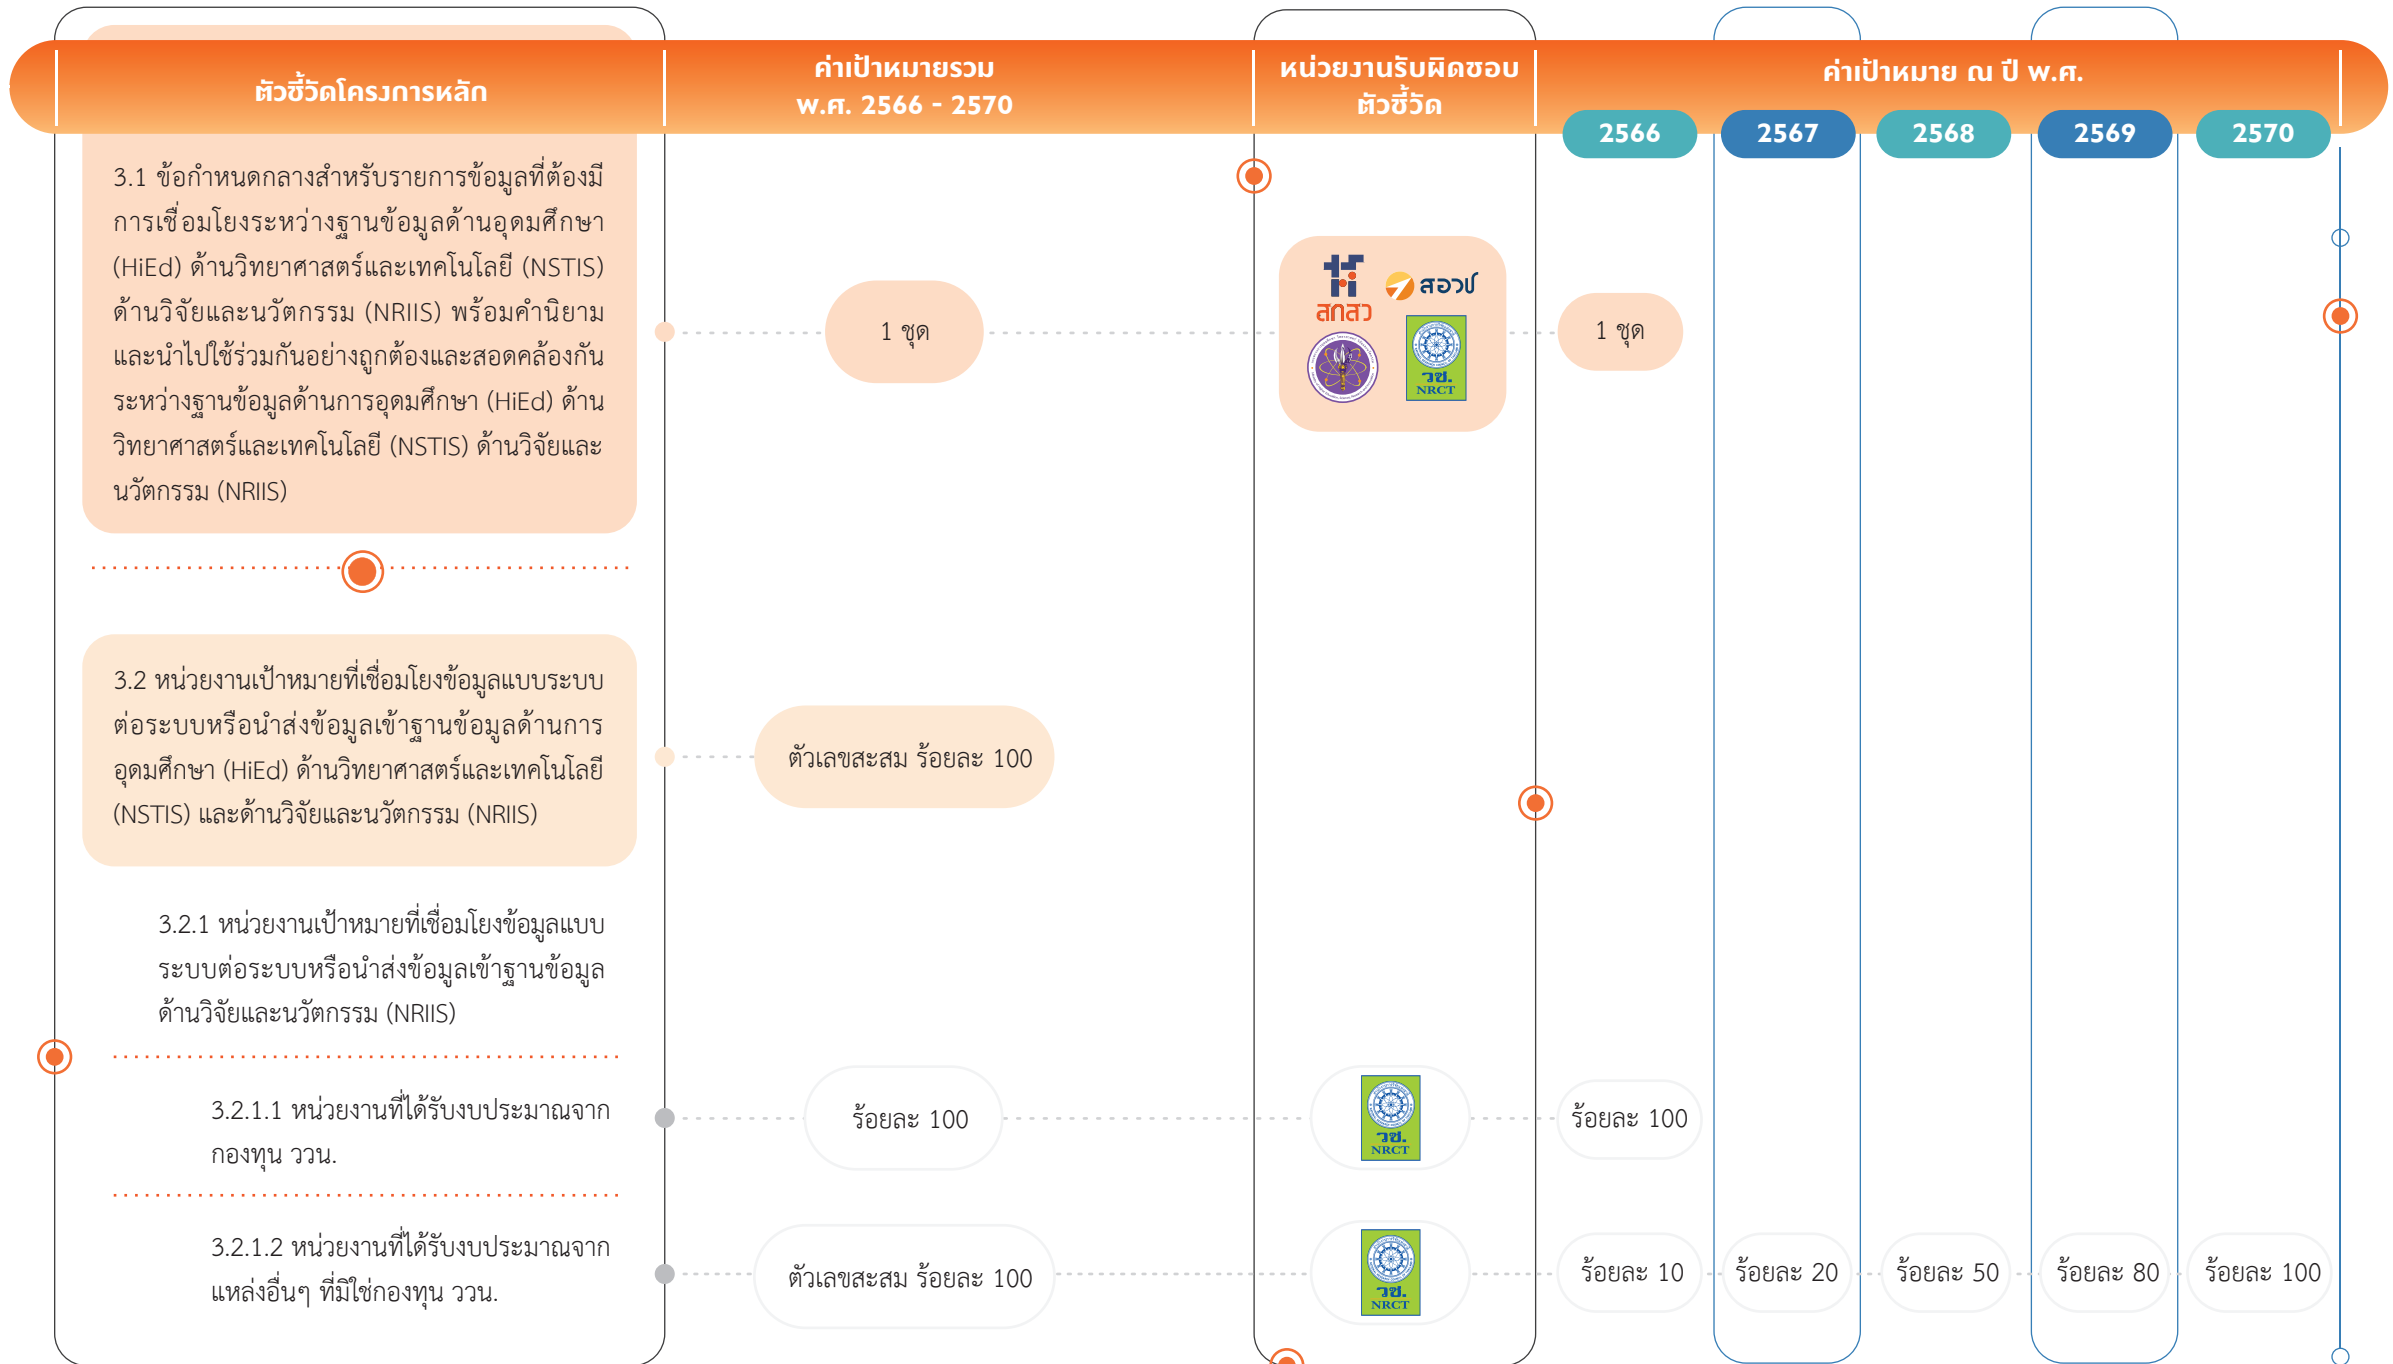 ตัวชี้วัดโครงการหลัก
ค่าเป้าหมายรวม
พ.ศ. 2566 - 2570
หน่วยงานรับผิดชอบ
ตัวชี้วัด
ค่าเป้าหมาย ณ ปี พ.ศ.
2566 2567 2568 2569 2570
3.1 ข้อกำหนดกลางสำหรับรายการข้อมูลที่ต้องมี
การเชื่อมโยงระหว่างฐานข้อมูลด้านอุดมศึกษา
(HiEd) ด้านวิทยาศาสตร์และเทคโนโลยี (NSTIS)
ด้านวิจัยและนวัตกรรม (NRIIS) พร้อมคำนิยาม
และนำไปใช้ร่วมกันอย่างถูกต้องและสอดคล้องกัน
ระหว่างฐานข้อมูลด้านการอุดมศึกษา (HiEd) ด้าน
วิทยาศาสตร์และเทคโนโลยี (NSTIS) ด้านวิจัยและ
นวัตกรรม (NRIIS)
1 ชุด
สกสว
สอวช
วช.
NRCT
1 ชุด
3.2 หน่วยงานเป้าหมายที่เชื่อมโยงข้อมูลแบบระบบ
ต่อระบบหรือนำส่งข้อมูลเข้าฐานข้อมูลด้านการ
อุดมศึกษา (HiEd) ด้านวิทยาศาสตร์และเทคโนโลยี
(NSTIS) และด้านวิจัยและนวัตกรรม (NRIIS)
ตัวเลขสะสม ร้อยละ 100
3.2.1 หน่วยงานเป้าหมายที่เชื่อมโยงข้อมูลแบบ
ระบบต่อระบบหรือนำส่งข้อมูลเข้าฐานข้อมูล
ด้านวิจัยและนวัตกรรม (NRIIS)
3.2.1.1 หน่วยงานที่ได้รับงบประมาณจาก
กองทุน ววน.
ร้อยละ 100
วช.
NRCT
ร้อยละ 100
3.2.1.2 หน่วยงานที่ได้รับงบประมาณจาก
แหล่งอื่นๆ ที่มิใช่กองทุน ววน.
ตัวเลขสะสม ร้อยละ 100
วช.
NRCT
ร้อยละ 10 ร้อยละ 20 ร้อยละ 50 ร้อยละ 80 ร้อยละ 100